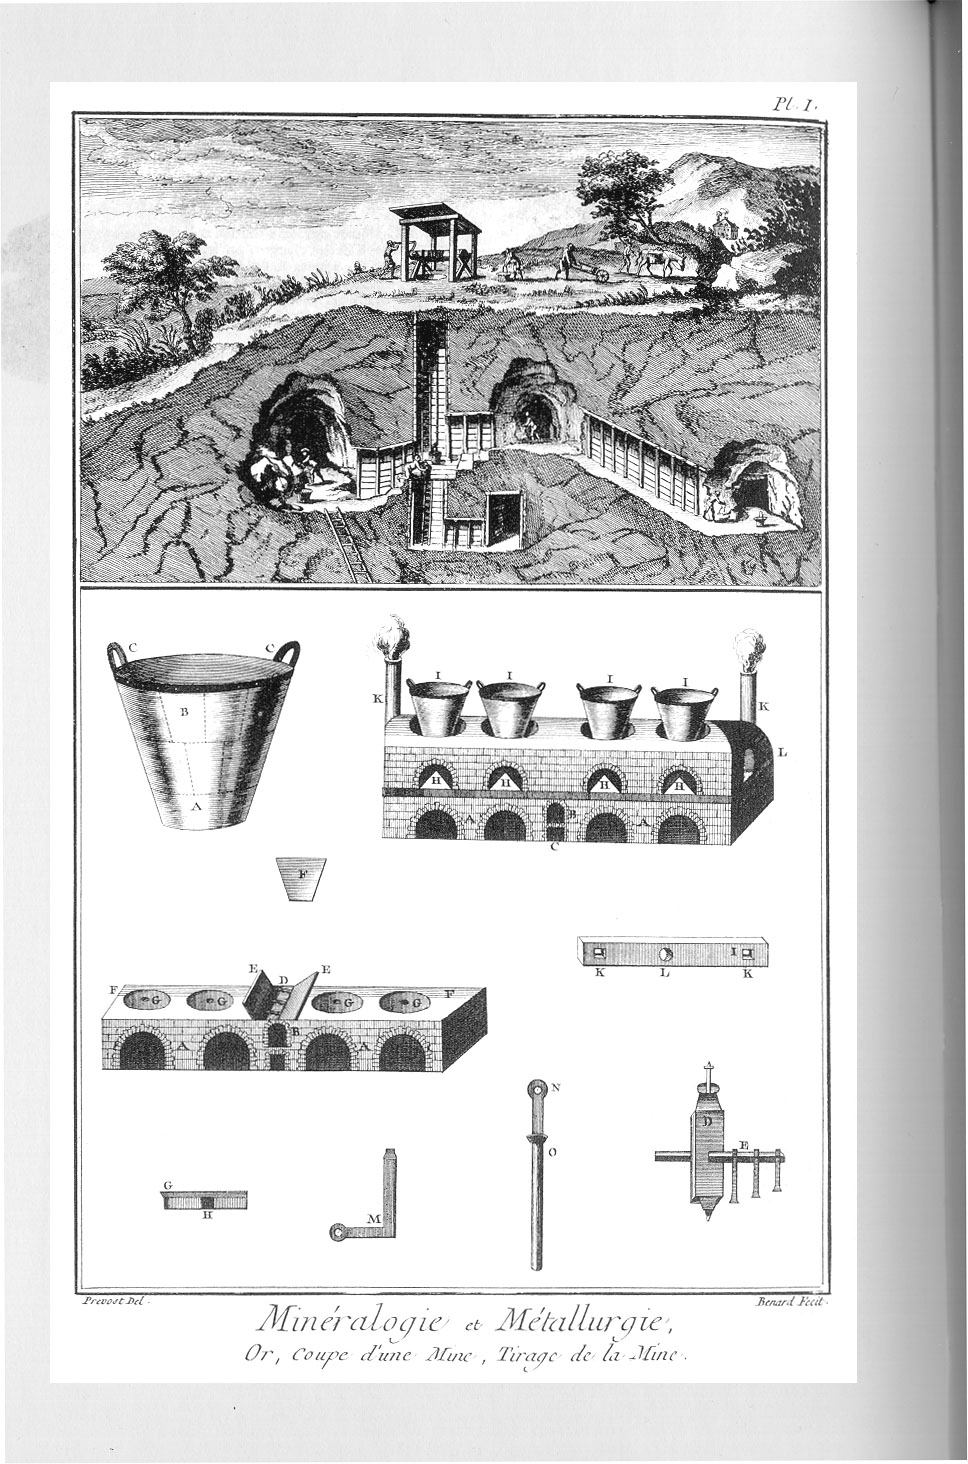 Pl. I.
C C
B
A
I I I I
K K
L
H H H H
A B A
C
F
I
K L K
E D E
F G G G G F
A B A
N
O
D E
G
H
M
Prevost Del.
Benard Fecit.
Minéralogie et Métallurgie,
Or, Coupe d'une Mine, Tirage de la Mine.